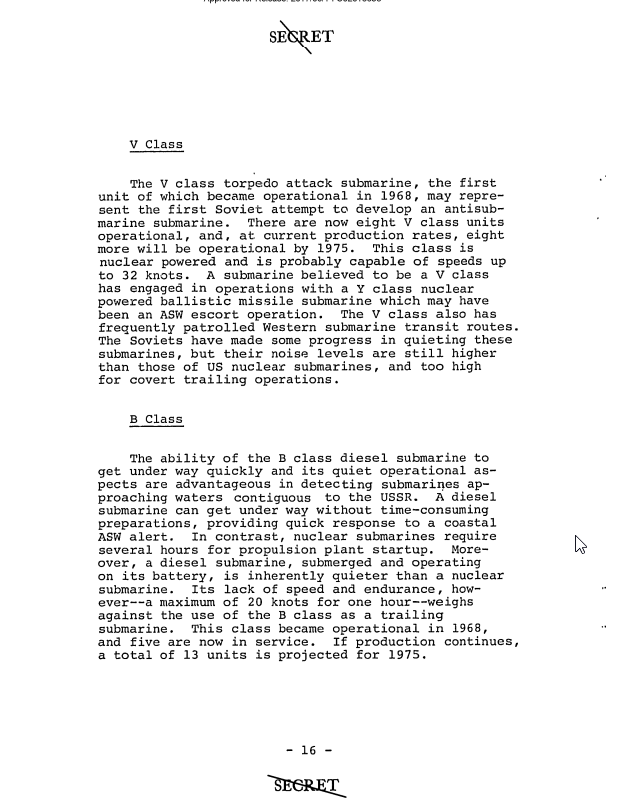 SECRET
V Class
The V class torpedo attack submarine, the first
unit of which became operational in 1968, may repre-
sent the first Soviet attempt to develop an antisub-
marine submarine. There are now eight V class units
operational, and, at current production rates, eight
more will be operational by 1975. This class is
nuclear powered and is probably capable of speeds up
to 32 knots. A submarine believed to be a V class
has engaged in operations with a Y class nuclear
powered ballistic missile submarine which may have
been an ASW escort operation. The V class also has
frequently patrolled Western submarine transit routes.
The Soviets have made some progress in quieting these
submarines, but their noise levels are still higher
than those of US nuclear submarines, and too high
for covert trailing operations.
B Class
The ability of the B class diesel submarine to
get under way quickly and its quiet operational as-
pects are advantageous in detecting submarines ap-
proaching waters contiguous to the USSR. A diesel
submarine can get under way without time-consuming
preparations, providing quick response to a coastal
ASW alert. In contrast, nuclear submarines require
several hours for propulsion plant startup. More-
over, a diesel submarine, submerged and operating
on its battery, is inherently quieter than a nuclear
submarine. Its lack of speed and endurance, how-
ever--a maximum of 20 knots for one hour--weighs
against the use of the B class as a trailing
submarine. This class became operational in 1968,
and five are now in service. If production continues,
a total of 13 units is projected for 1975.
- 16 -
SECRET